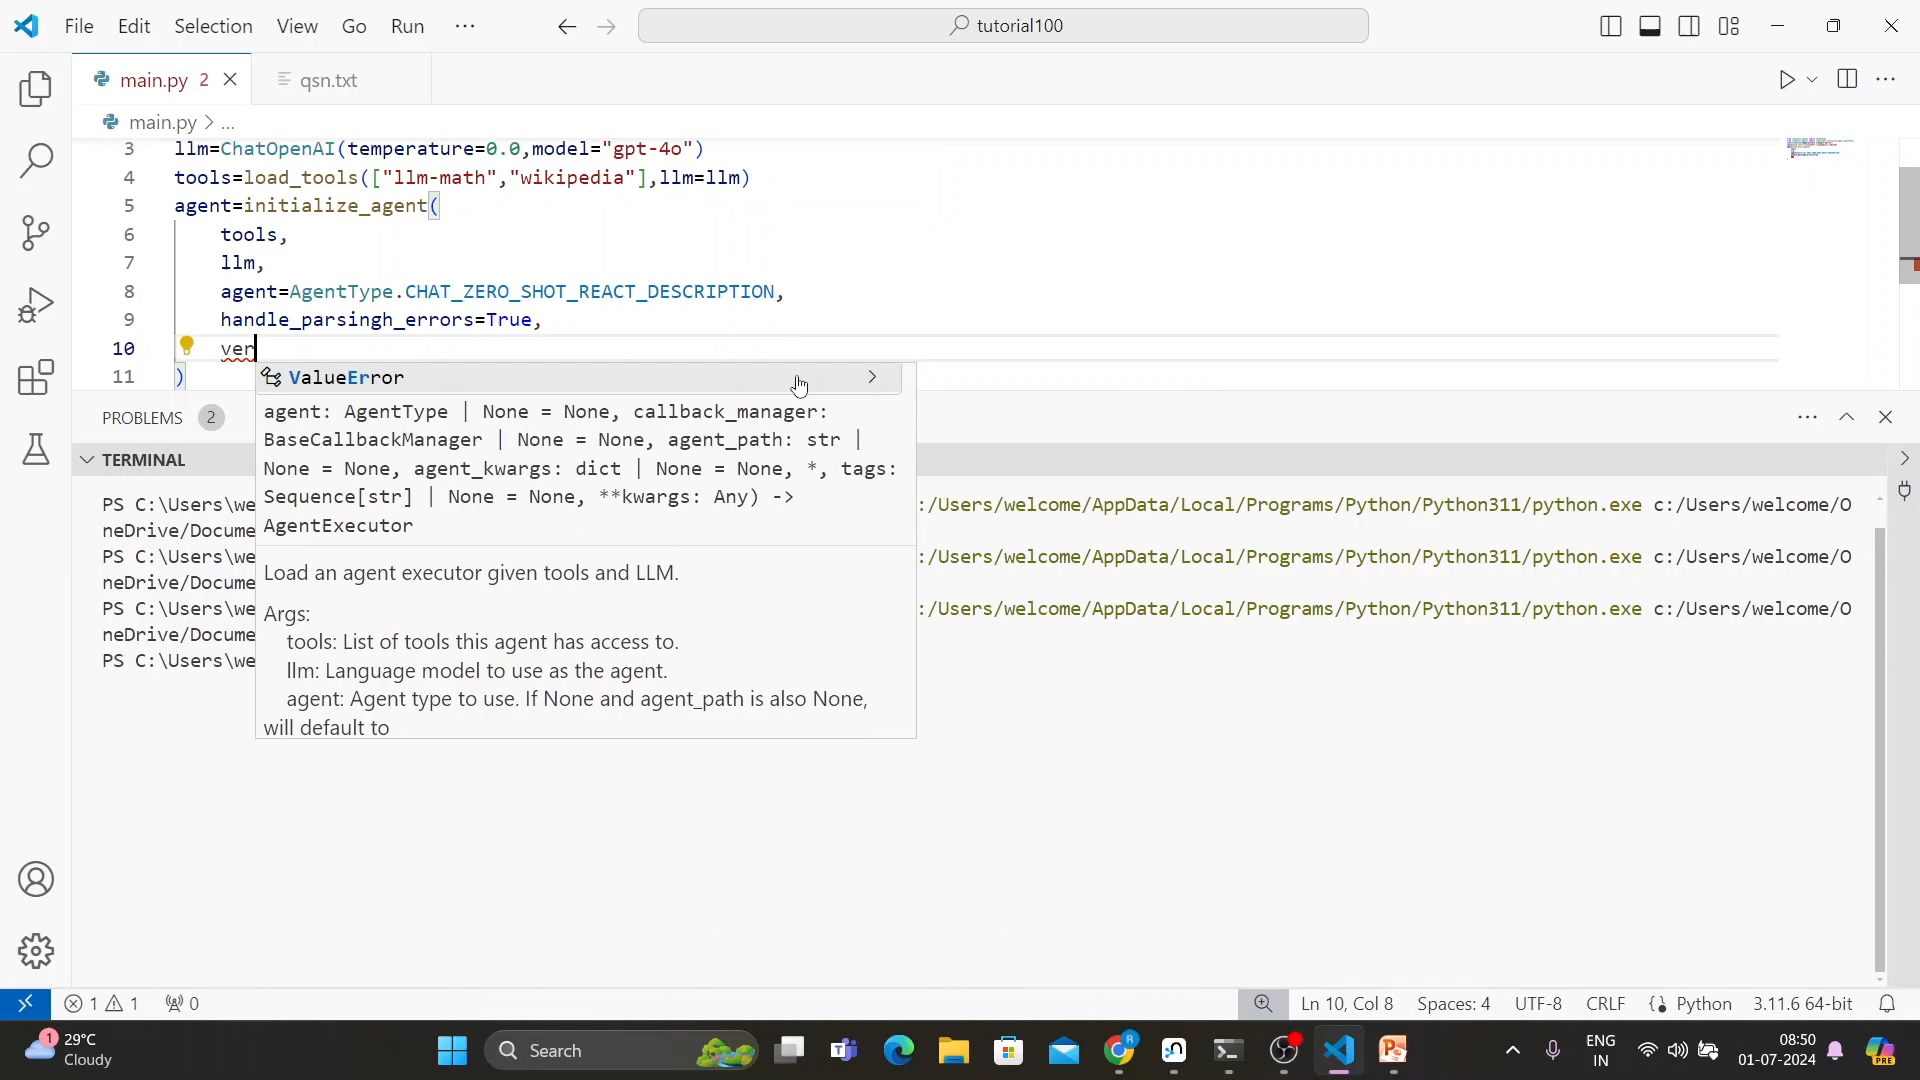 File Edit Selection View Go Run ··· tutorial100
main.py 2 qsn.txt
main.py > ...
3 llm=ChatOpenAI(temperature=0.0,model="gpt-4o")
4 tools=load_tools(["llm-math","wikipedia"],llm=llm)
5 agent=initialize_agent(
6 tools,
7 llm,
8 agent=AgentType.CHAT_ZERO_SHOT_REACT_DESCRIPTION,
9 handle_parsingh_errors=True,
10 ver
11 )
ValueError
agent: AgentType | None = None, callback_manager:
BaseCallbackManager | None = None, agent_path: str |
None = None, agent_kwargs: dict | None = None, *, tags:
Sequence[str] | None = None, **kwargs: Any) ->
AgentExecutor
Load an agent executor given tools and LLM.
Args:
tools: List of tools this agent has access to.
llm: Language model to use as the agent.
agent: Agent type to use. If None and agent_path is also None,
will default to
PROBLEMS 2
TERMINAL
PS C:\Users\we :/Users/welcome/AppData/Local/Programs/Python/Python311/python.exe c:/Users/welcome/O
neDrive/Docume
PS C:\Users\we :/Users/welcome/AppData/Local/Programs/Python/Python311/python.exe c:/Users/welcome/O
neDrive/Docume
PS C:\Users\we :/Users/welcome/AppData/Local/Programs/Python/Python311/python.exe c:/Users/welcome/O
neDrive/Docume
PS C:\Users\we
1 1 0 Ln 10, Col 8 Spaces: 4 UTF-8 CRLF Python 3.11.6 64-bit
1 29°C
Cloudy
Search
ENG
IN
08:50
01-07-2024
PRE